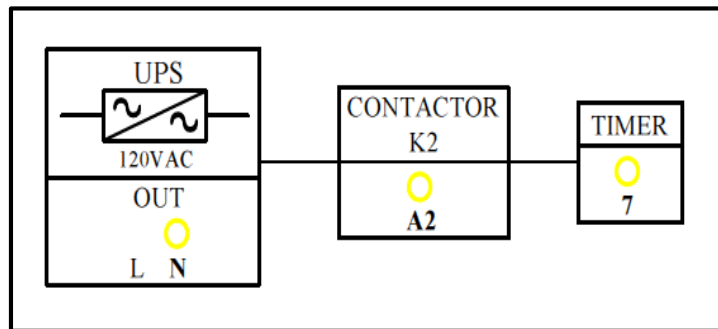 UPS
120VAC
OUT
L N
CONTACTOR
K2
A2
TIMER
7